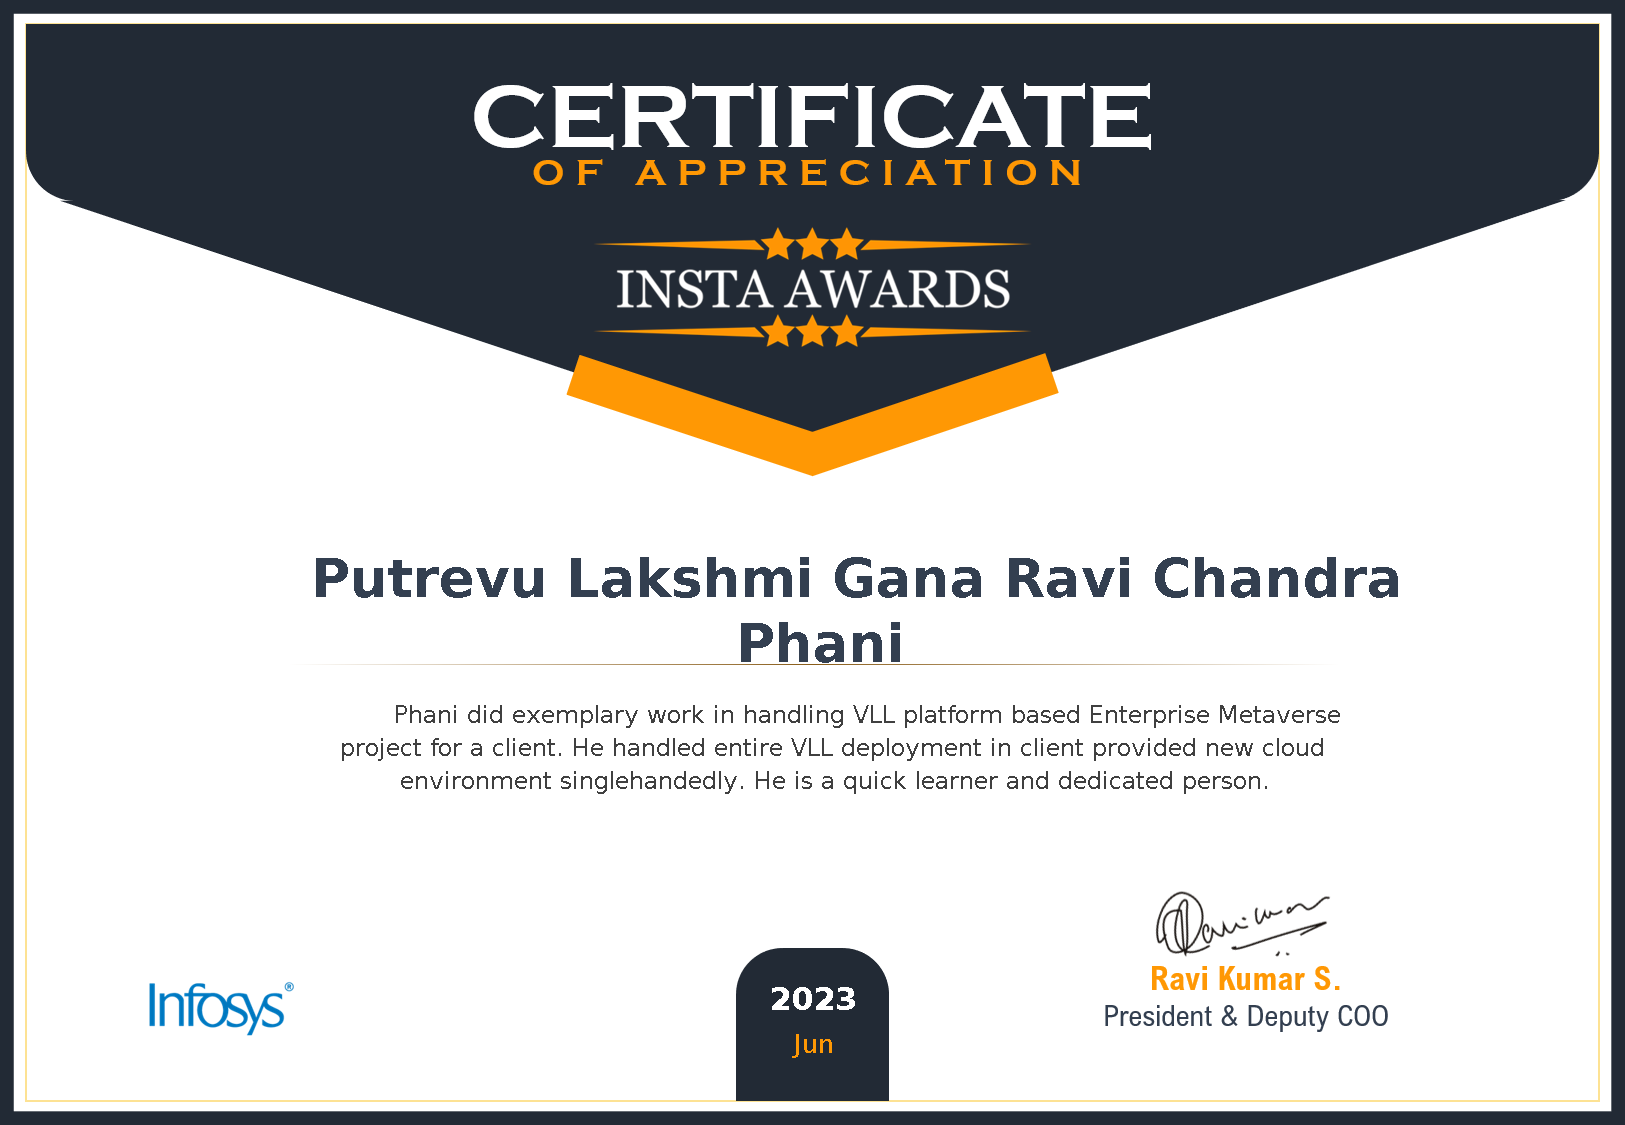 CERTIFICATE
OF APPRECIATION
INSTA AWARDS
Putrevu Lakshmi Gana Ravi Chandra
Phani
Phani did exemplary work in handling VLL platform based Enterprise Metaverse
project for a client. He handled entire VLL deployment in client provided new cloud
environment singlehandedly. He is a quick learner and dedicated person.
Infosys®
2023
Jun
Ravi Kumar S.
President & Deputy COO